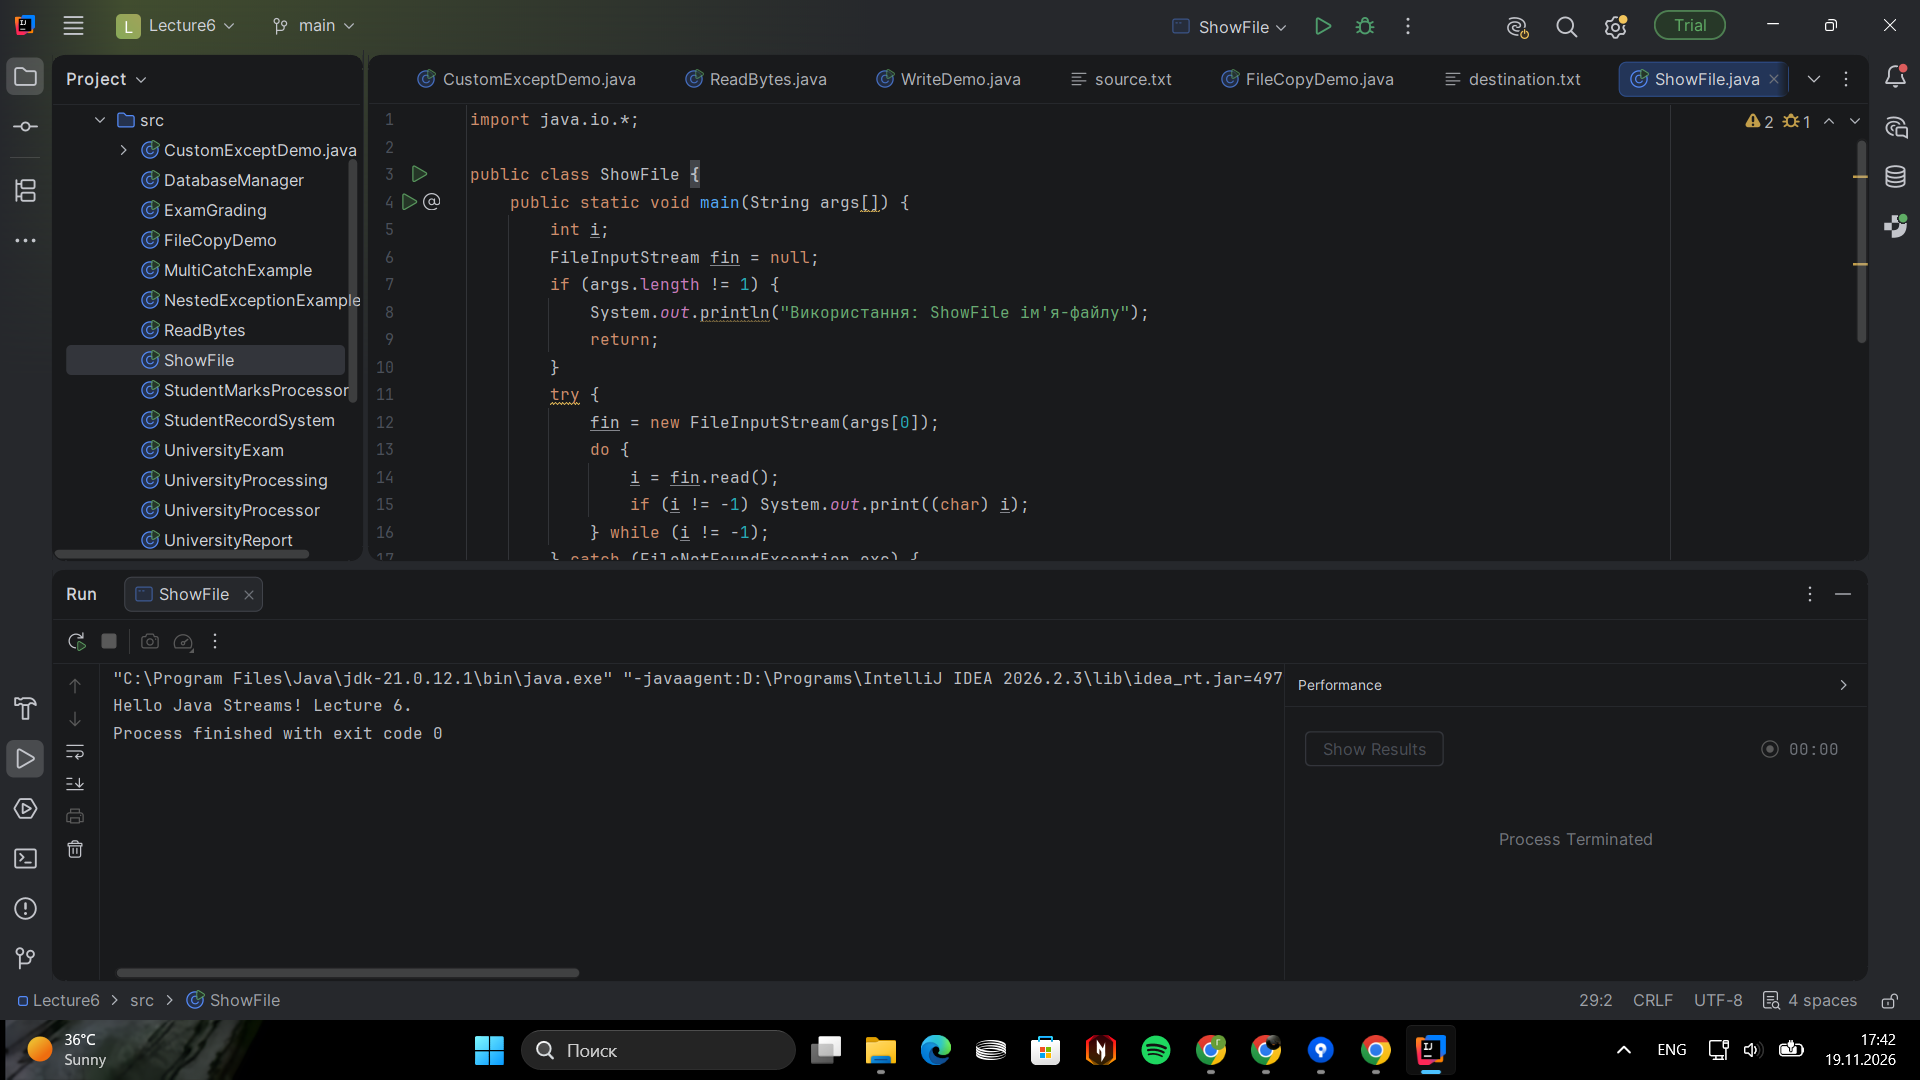 L Lecture6 main ShowFile Trial
Project
src
CustomExceptDemo.java
DatabaseManager
ExamGrading
FileCopyDemo
MultiCatchExample
NestedExceptionExample
ReadBytes
ShowFile
StudentMarksProcessor
StudentRecordSystem
UniversityExam
UniversityProcessing
UniversityProcessor
UniversityReport
CustomExceptDemo.java ReadBytes.java WriteDemo.java source.txt FileCopyDemo.java destination.txt ShowFile.java
2 1
1 import java.io.*;
2
3 public class ShowFile {
4 @ public static void main(String args[]) {
5 int i;
6 FileInputStream fin = null;
7 if (args.length != 1) {
8 System.out.println("Використання: ShowFile ім'я-файлу");
9 return;
10 }
11 try {
12 fin = new FileInputStream(args[0]);
13 do {
14 i = fin.read();
15 if (i != -1) System.out.print((char) i);
16 } while (i != -1);
17 } catch (FileNotFoundException exc) {
Run ShowFile
"C:\Program Files\Java\jdk-21.0.12.1\bin\java.exe" "-javaagent:D:\Programs\IntelliJ IDEA 2026.2.3\lib\idea_rt.jar=497
Hello Java Streams! Lecture 6.
Process finished with exit code 0
Performance
Show Results 00:00
Process Terminated
Lecture6 > src > ShowFile 29:2 CRLF UTF-8 4 spaces
36°C
Sunny
Поиск
ENG
17:42
19.11.2026